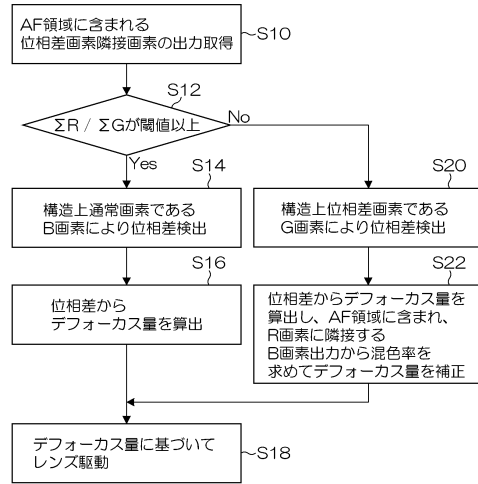 AF領域に含まれる
位相差画素隣接画素の出力取得
S10
S12
ΣR / ΣGが閾値以上
No
Yes
S14
構造上通常画素である
B画素により位相差検出
S20
構造上位相差画素である
G画素により位相差検出
S16
位相差から
デフォーカス量を算出
S22
位相差からデフォーカス量を
算出し、AF領域に含まれ、
R画素に隣接する
B画素出力から混色率を
求めてデフォーカス量を補正
デフォーカス量に基づいて
レンズ駆動
S18